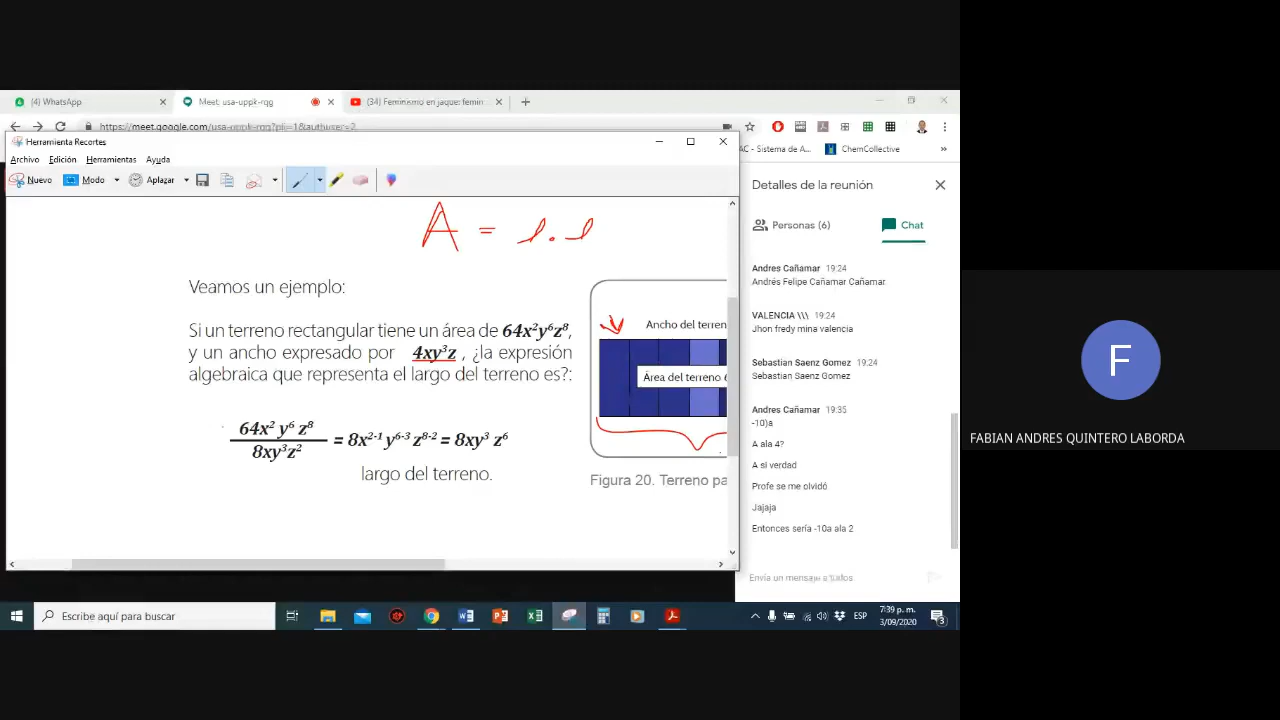 (4) WhatsApp
Meet: usa-uppk-rqg
(34) Feminismo en jaque: femin
https://meet.google.com/usa-uppk-rqg?pli=1&authuser=2
Herramienta Recortes
AC - Sistema de A...
ChemCollective
Archivo Edición Herramientas Ayuda
Nuevo Modo Aplazar
A = l . l
Veamos un ejemplo:
Si un terreno rectangular tiene un área de 64x²y⁶z⁸,
y un ancho expresado por 4xy³z , ¿la expresión
algebraica que representa el largo del terreno es?:
64x² y⁶ z⁸
8xy³z²
= 8x²⁻¹ y⁶⁻³ z⁸⁻² = 8xy³ z⁶
largo del terreno.
Ancho del terren
Área del terreno 6
Figura 20. Terreno pa
Detalles de la reunión
Personas (6) Chat
Andres Cañamar 19:24
Andrés Felipe Cañamar Cañamar
VALENCIA \\\ 19:24
Jhon fredy mina valencia
Sebastian Saenz Gomez 19:24
Sebastian Saenz Gomez
Andres Cañamar 19:35
-10)a
A ala 4?
A si verdad
Profe se me olvidó
Jajaja
Entonces sería -10a ala 2
Envía un mensaje a todos
Escribe aquí para buscar
ESP
7:39 p. m.
3/09/2020
3
F
FABIAN ANDRES QUINTERO LABORDA